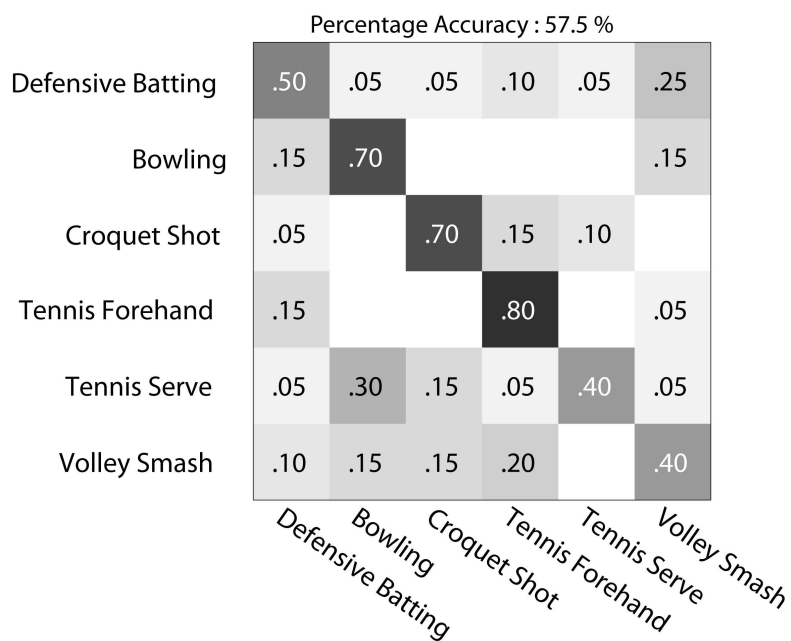 Percentage Accuracy : 57.5 %
Defensive Batting .50 .05 .05 .10 .05 .25
Bowling .15 .70 .15
Croquet Shot .05 .70 .15 .10
Tennis Forehand .15 .80 .05
Tennis Serve .05 .30 .15 .05 .40 .05
Volley Smash .10 .15 .15 .20 .40
Defensive Batting
Bowling
Croquet Shot
Tennis Forehand
Tennis Serve
Volley Smash